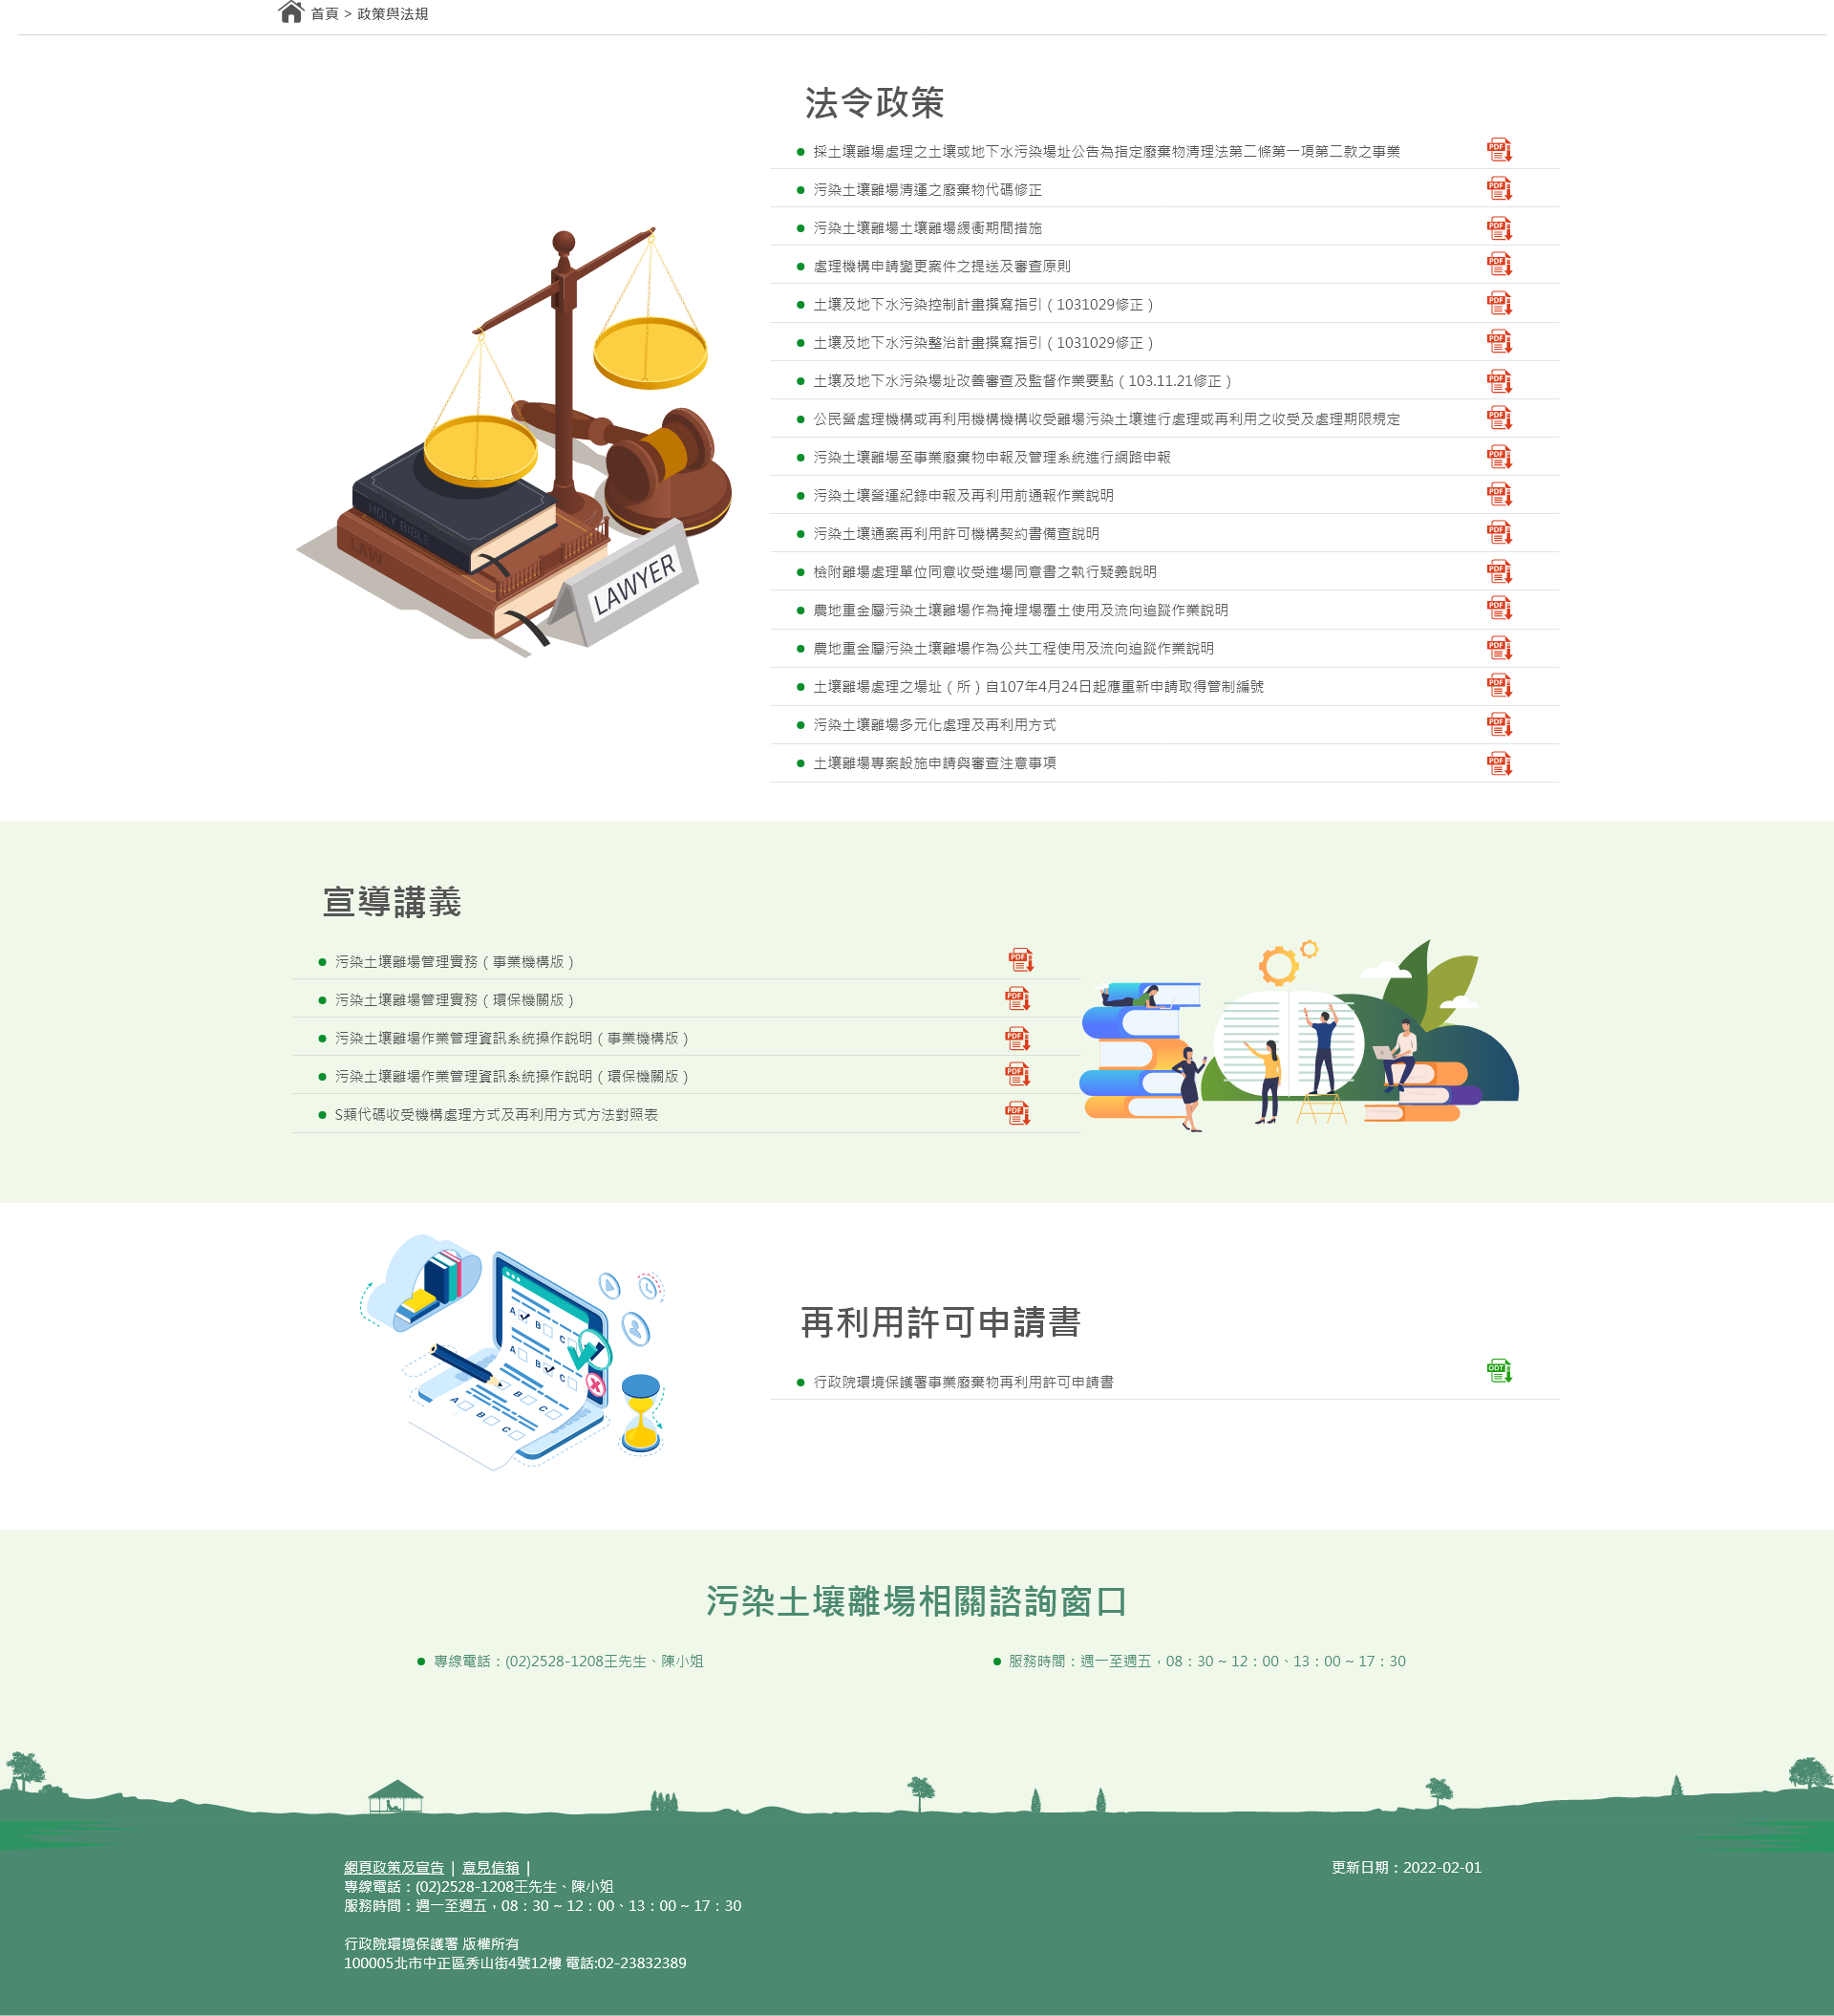 首頁 > 政策與法規
法令政策
採土壤離場處理之土壤或地下水污染場址公告為指定廢棄物清理法第二條第一項第二款之事業
PDF
污染土壤離場清運之廢棄物代碼修正
PDF
污染土壤離場土壤離場緩衝期間措施
PDF
處理機構申請變更案件之提送及審查原則
PDF
土壤及地下水污染控制計畫撰寫指引（1031029修正）
PDF
土壤及地下水污染整治計畫撰寫指引（1031029修正）
PDF
土壤及地下水污染場址改善審查及監督作業要點（103.11.21修正）
PDF
公民營處理機構或再利用機構機構收受離場污染土壤進行處理或再利用之收受及處理期限規定
PDF
污染土壤離場至事業廢棄物申報及管理系統進行網路申報
PDF
污染土壤營運紀錄申報及再利用前通報作業說明
PDF
污染土壤通案再利用許可機構契約書備查說明
PDF
檢附離場處理單位同意收受進場同意書之執行疑義說明
PDF
農地重金屬污染土壤離場作為掩埋場覆土使用及流向追蹤作業說明
PDF
農地重金屬污染土壤離場作為公共工程使用及流向追蹤作業說明
PDF
土壤離場處理之場址（所）自107年4月24日起應重新申請取得管制編號
PDF
污染土壤離場多元化處理及再利用方式
PDF
土壤離場專案設施申請與審查注意事項
PDF
HOLY BIBLE
LAW
LAWYER
宣導講義
污染土壤離場管理實務（事業機構版）
PDF
污染土壤離場管理實務（環保機關版）
PDF
污染土壤離場作業管理資訊系統操作說明（事業機構版）
PDF
污染土壤離場作業管理資訊系統操作說明（環保機關版）
PDF
S類代碼收受機構處理方式及再利用方式方法對照表
PDF
A B C
A B C
B C
A B C
再利用許可申請書
行政院環境保護署事業廢棄物再利用許可申請書
ODT
污染土壤離場相關諮詢窗口
專線電話：(02)2528-1208王先生、陳小姐
服務時間：週一至週五，08：30 ~ 12：00、13：00 ~ 17：30
網頁政策及宣告 | 意見信箱 |
更新日期：2022-02-01
專線電話：(02)2528-1208王先生、陳小姐
服務時間：週一至週五，08：30 ~ 12：00、13：00 ~ 17：30
行政院環境保護署 版權所有
100005北市中正區秀山街4號12樓 電話:02-23832389